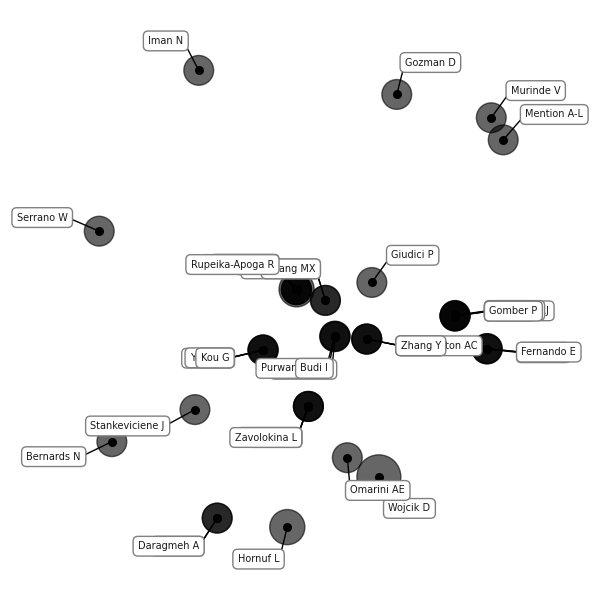 Iman N
Gozman D
Murinde V
Mention A-L
Serrano W
Giudici P
Rupeika-Apoga R
ang MX
Gomber P
J
Zhang Y
con AC
Fernando E
Y
Kou G
Purwar
Budi I
Stankeviciene J
Zavolokina L
Bernards N
Omarini AE
Wojcik D
Daragmeh A
Hornuf L